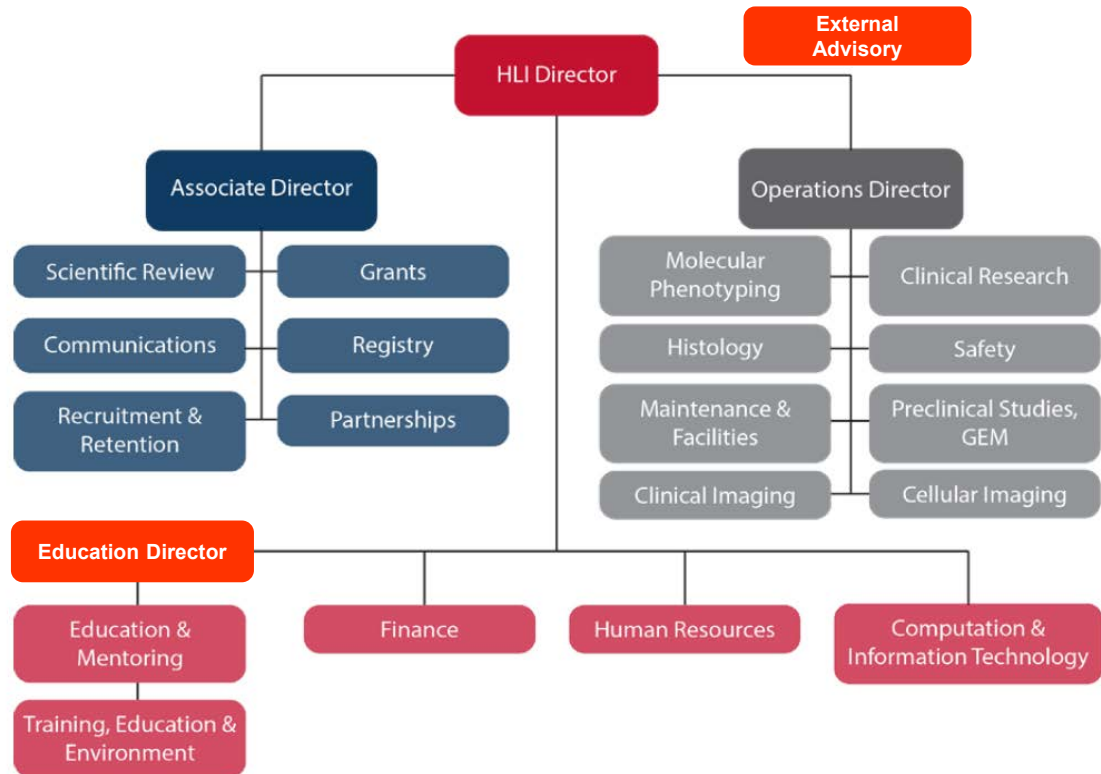 External
Advisory
HLI Director
Associate Director
Operations Director
Scientific Review
Grants
Communications
Registry
Recruitment &
Retention
Partnerships
Molecular
Phenotyping
Clinical Research
Histology
Safety
Maintenance &
Facilities
Preclinical Studies,
GEM
Clinical Imaging
Cellular Imaging
Education Director
Education &
Mentoring
Training, Education &
Environment
Finance
Human Resources
Computation &
Information Technology